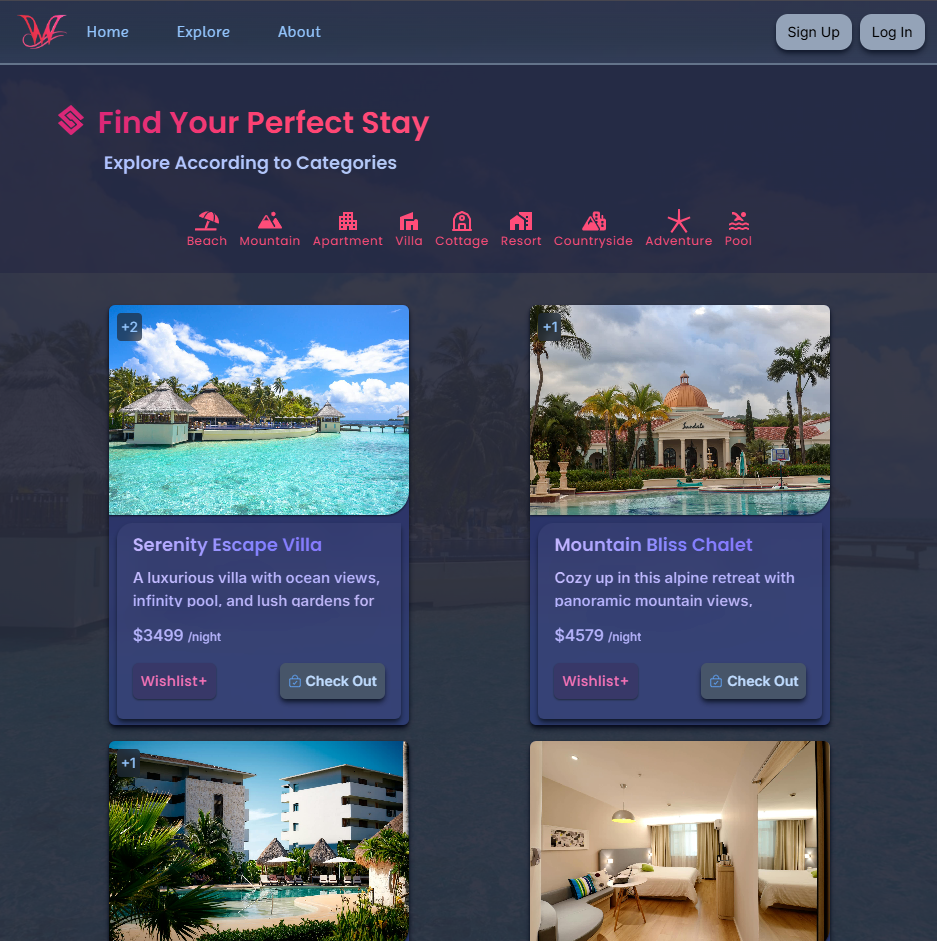 W
Home
Explore
About
Sign Up
Log In
Find Your Perfect Stay
Explore According to Categories
Beach
Mountain
Apartment
Villa
Cottage
Resort
Countryside
Adventure
Pool
+2
Serenity Escape Villa
A luxurious villa with ocean views,
infinity pool, and lush gardens for
$3499 /night
Wishlist+
Check Out
+1
Sandals
Mountain Bliss Chalet
Cozy up in this alpine retreat with
panoramic mountain views,
$4579 /night
Wishlist+
Check Out
+1